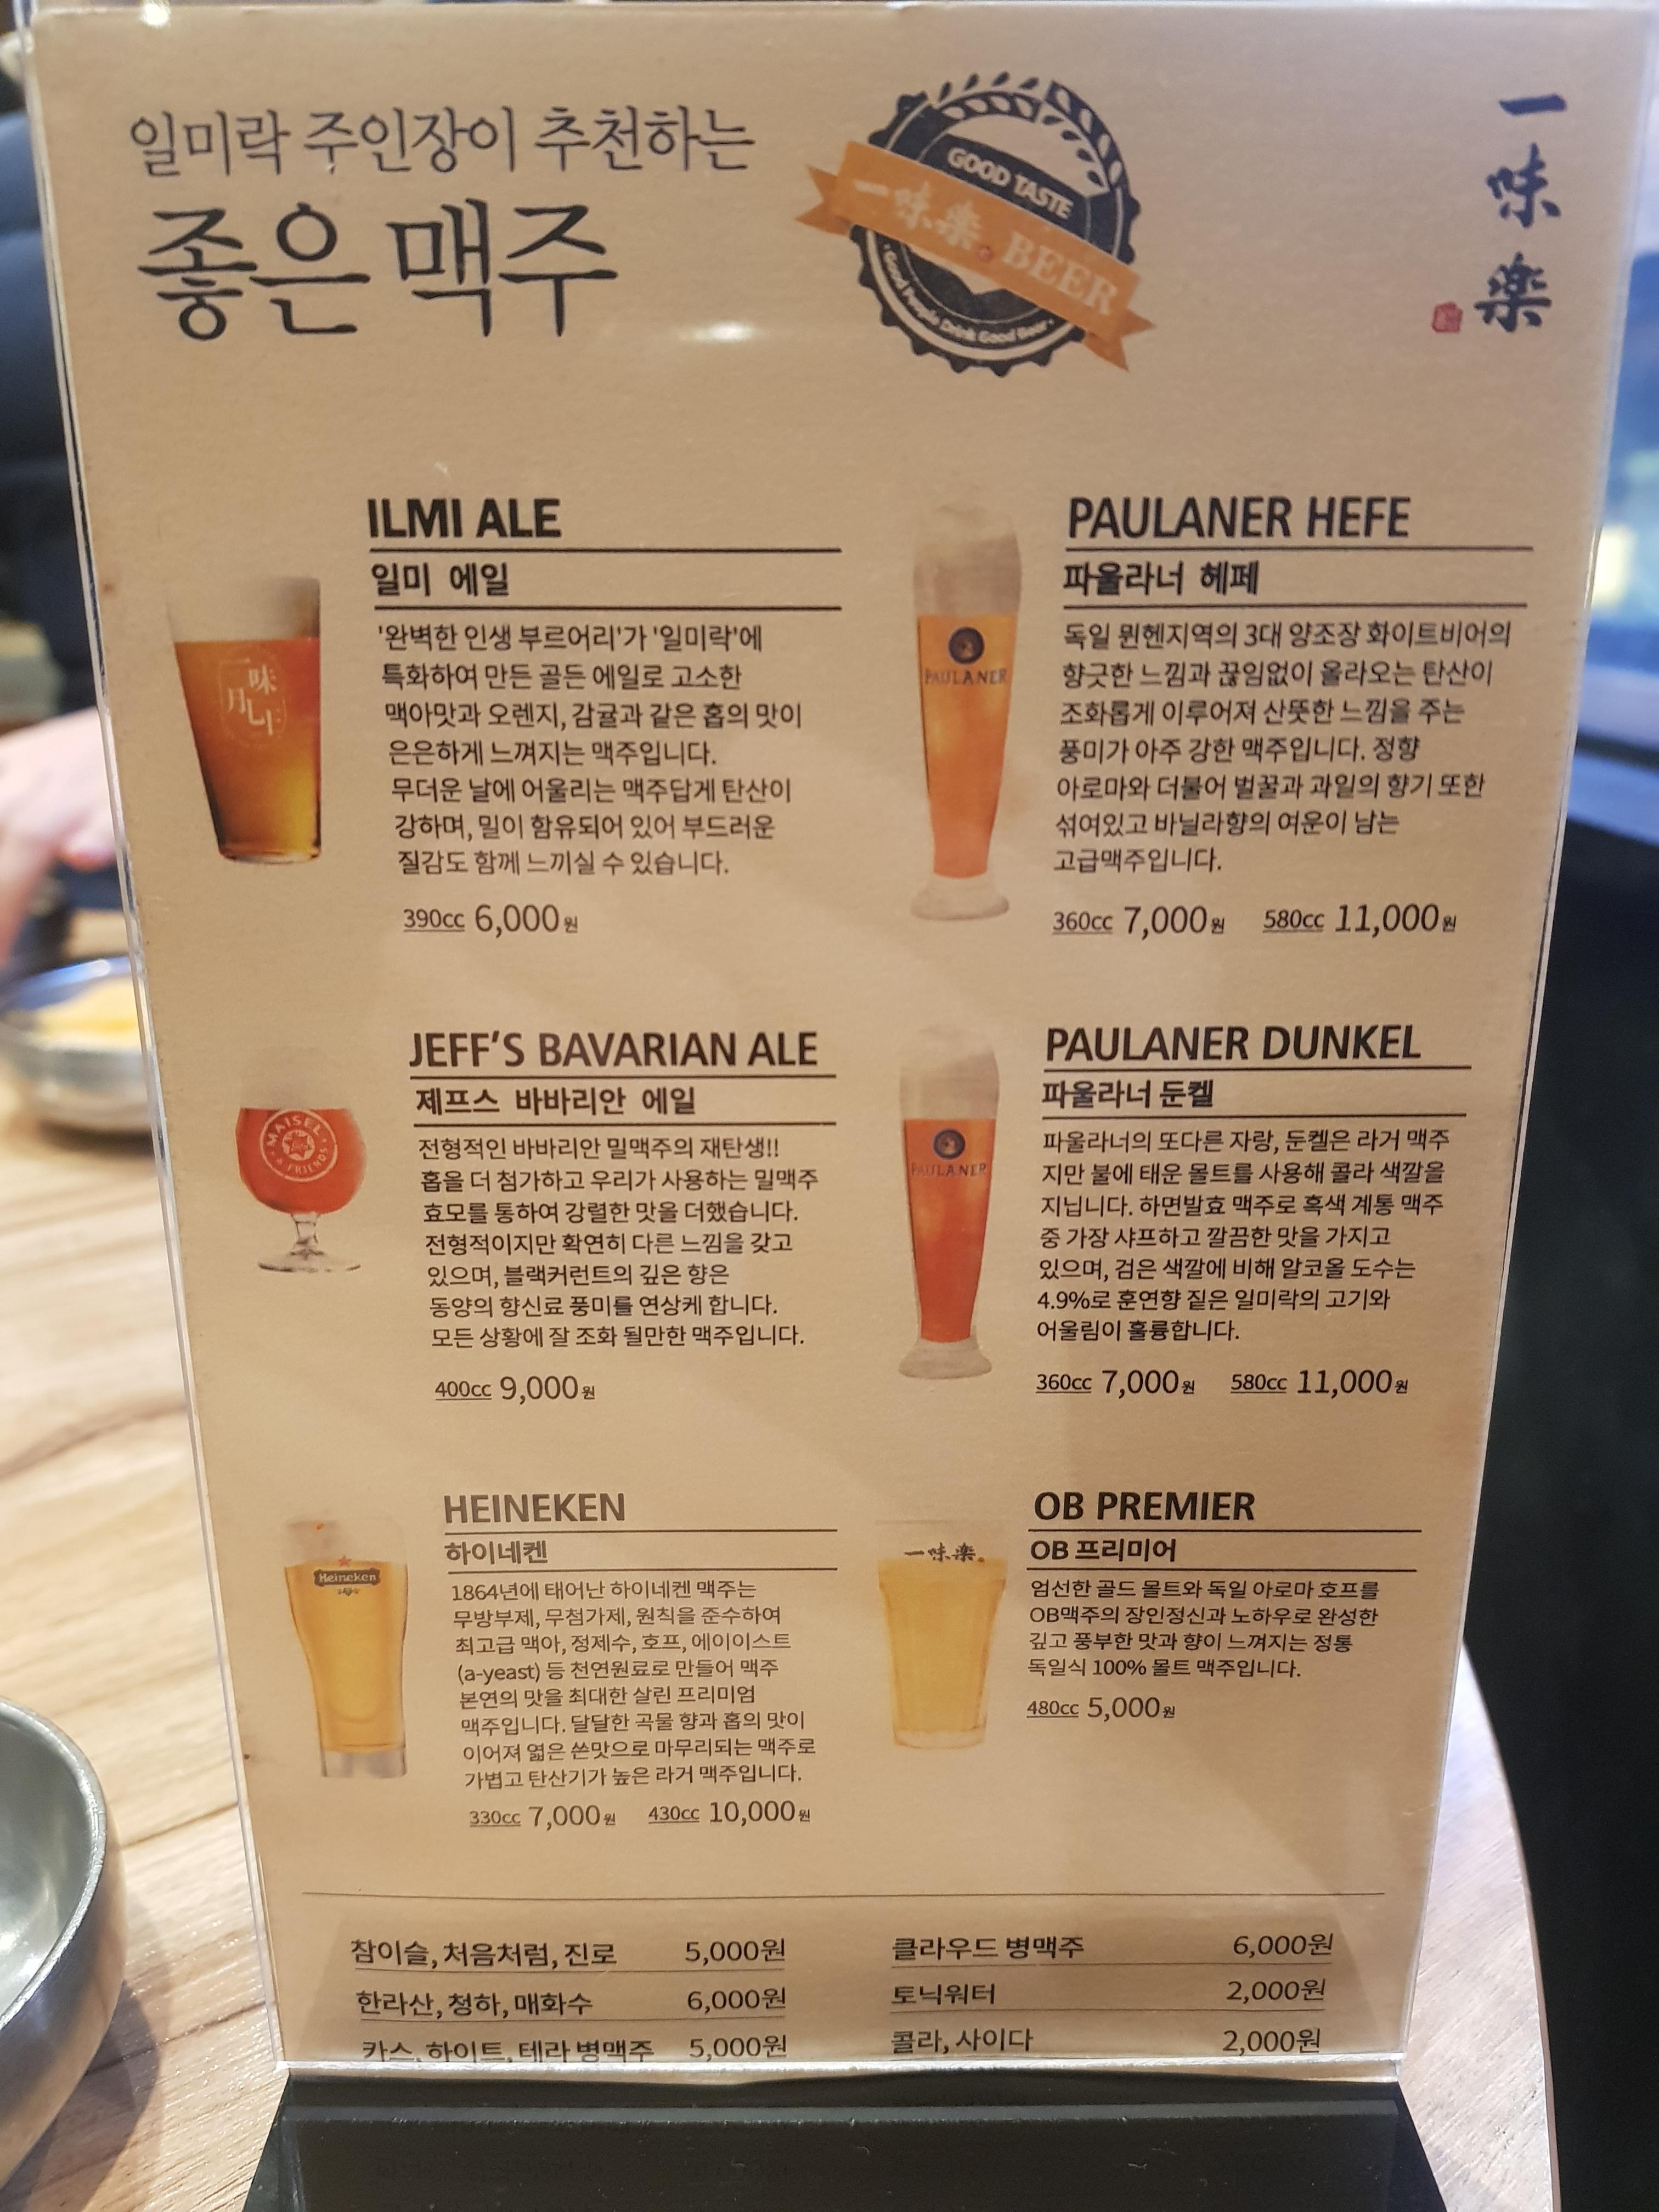 일미락 주인장이 추천하는
좋은 맥주
GOOD TASTE
一味楽 BEER
Good People Drink Good Beer
一味楽
ILMI ALE
일미 에일
'완벽한 인생 부르어리'가 '일미락'에
특화하여 만든 골든 에일로 고소한
맥아맛과 오렌지, 감귤과 같은 홉의 맛이
은은하게 느껴지는 맥주입니다.
무더운 날에 어울리는 맥주답게 탄산이
강하며, 밀이 함유되어 있어 부드러운
질감도 함께 느끼실 수 있습니다.
390cc 6,000원
PAULANER
PAULANER HEFE
파울라너 헤페
독일 뮌헨지역의 3대 양조장 화이트비어의
향긋한 느낌과 끊임없이 올라오는 탄산이
조화롭게 이루어져 산뜻한 느낌을 주는
풍미가 아주 강한 맥주입니다. 정향
아로마와 더불어 벌꿀과 과일의 향기 또한
섞여있고 바닐라향의 여운이 남는
고급맥주입니다.
360cc 7,000원 580cc 11,000원
MAISEL
& FRIENDS
JEFF'S BAVARIAN ALE
제프스 바바리안 에일
전형적인 바바리안 밀맥주의 재탄생!!
홉을 더 첨가하고 우리가 사용하는 밀맥주
효모를 통하여 강렬한 맛을 더했습니다.
전형적이지만 확연히 다른 느낌을 갖고
있으며, 블랙커런트의 깊은 향은
동양의 향신료 풍미를 연상케 합니다.
모든 상황에 잘 조화 될만한 맥주입니다.
400cc 9,000원
PAULANER
PAULANER DUNKEL
파울라너 둔켈
파울라너의 또다른 자랑, 둔켈은 라거 맥주
지만 불에 태운 몰트를 사용해 콜라 색깔을
지닙니다. 하면발효 맥주로 흑색 계통 맥주
중 가장 샤프하고 깔끔한 맛을 가지고
있으며, 검은 색깔에 비해 알코올 도수는
4.9%로 훈연향 짙은 일미락의 고기와
어울림이 훌륭합니다.
360cc 7,000원 580cc 11,000원
Heineken
HEINEKEN
하이네켄
1864년에 태어난 하이네켄 맥주는
무방부제, 무첨가제, 원칙을 준수하여
최고급 맥아, 정제수, 호프, 에이이스트
(a-yeast) 등 천연원료로 만들어 맥주
본연의 맛을 최대한 살린 프리미엄
맥주입니다. 달달한 곡물 향과 홉의 맛이
이어져 엷은 쓴맛으로 마무리되는 맥주로
가볍고 탄산기가 높은 라거 맥주입니다.
330cc 7,000원 430cc 10,000원
一味楽
OB PREMIER
OB 프리미어
엄선한 골드 몰트와 독일 아로마 호프를
OB맥주의 장인정신과 노하우로 완성한
깊고 풍부한 맛과 향이 느껴지는 정통
독일식 100% 몰트 맥주입니다.
480cc 5,000원
참이슬, 처음처럼, 진로 5,000원
한라산, 청하, 매화수 6,000원
카스, 하이트, 테라 병맥주 5,000원
클라우드 병맥주 6,000원
토닉워터 2,000원
콜라, 사이다 2,000원